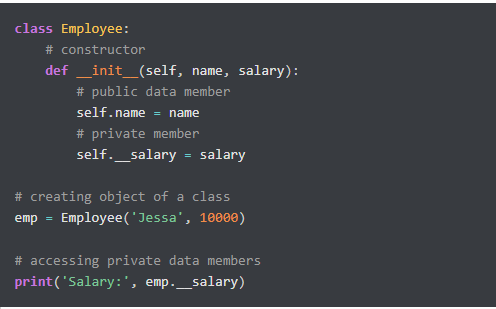 class Employee:
    # constructor
    def __init__(self, name, salary):
        # public data member
        self.name = name
        # private member
        self.__salary = salary

# creating object of a class
emp = Employee('Jessa', 10000)

# accessing private data members
print('Salary:', emp.__salary)